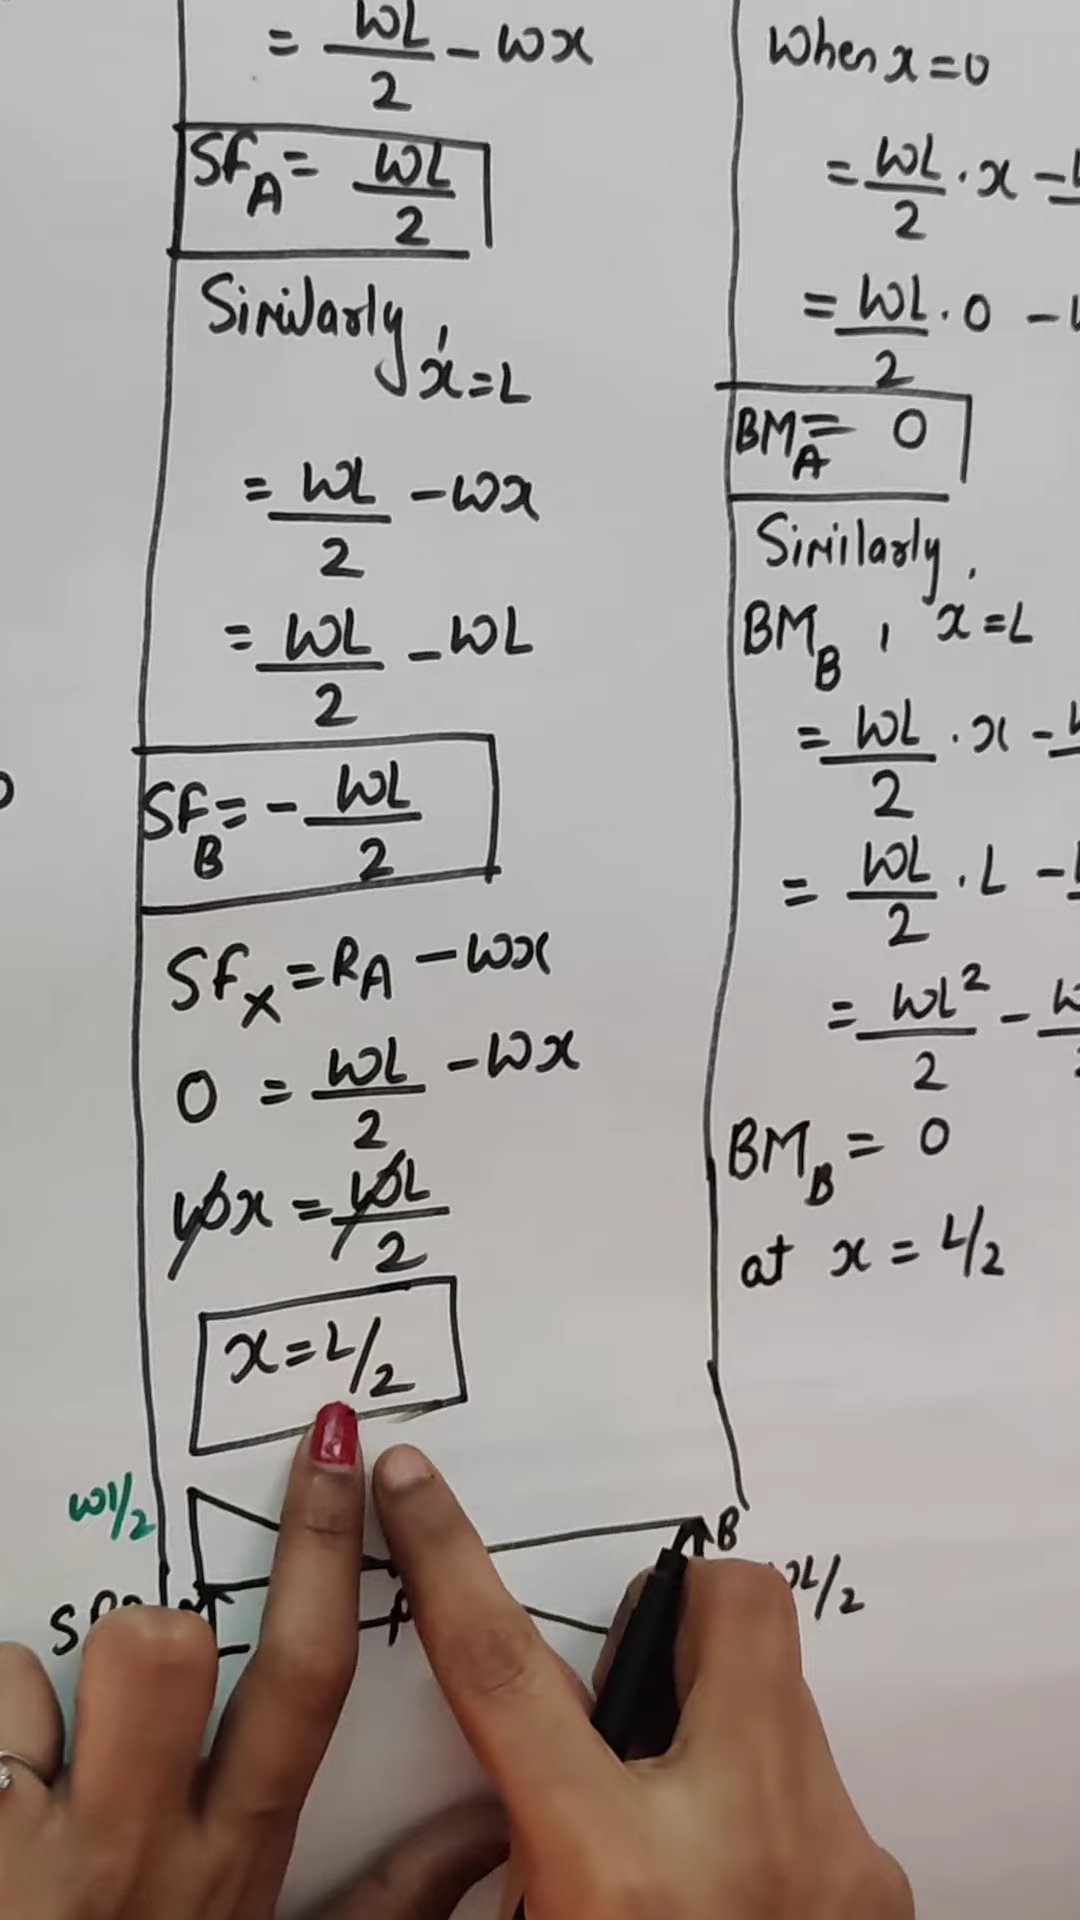 = WL/2 - wx
SF_A = WL/2
Similarly, x=L
= WL/2 - wx
= WL/2 - WL
SF_B = - WL/2
SF_x = R_A - wx
0 = WL/2 - wx
wx = WL/2
x = L/2
when x=0
= WL/2 . x -
= WL/2 . 0 -
BM_A = 0
Similarly,
BM_B , x=L
= WL/2 . x -
= WL/2 . L -
= WL²/2 -
BM_B = 0
at x = L/2
wl/2
B
L/2